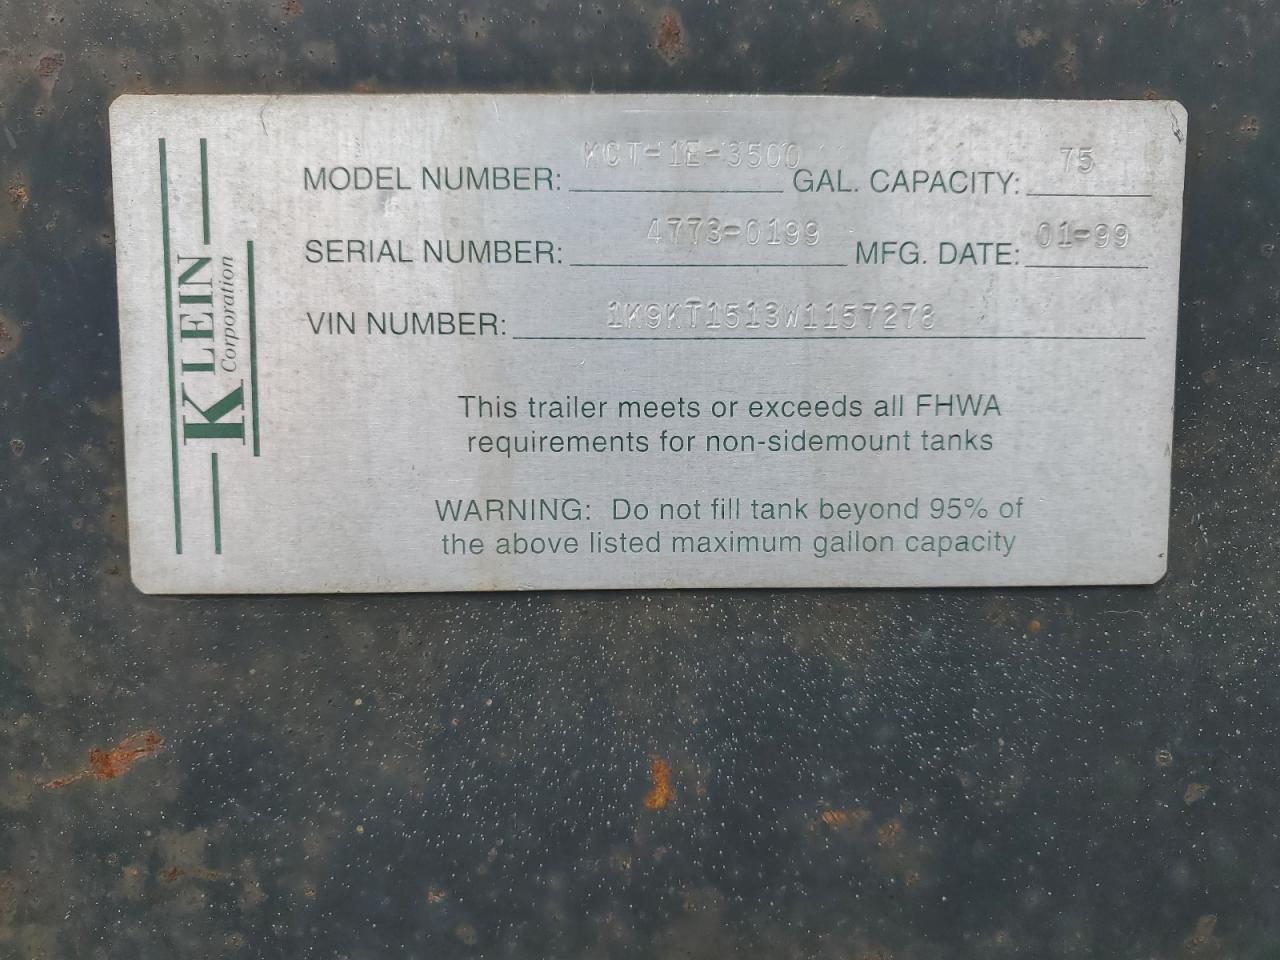 KLEIN
Corporation
MODEL NUMBER: KCT-1E-3500 GAL. CAPACITY: 75
SERIAL NUMBER: 4773-0199 MFG. DATE: 01-99
VIN NUMBER: 1K9KT1513W1157278
This trailer meets or exceeds all FHWA
requirements for non-sidemount tanks
WARNING: Do not fill tank beyond 95% of
the above listed maximum gallon capacity